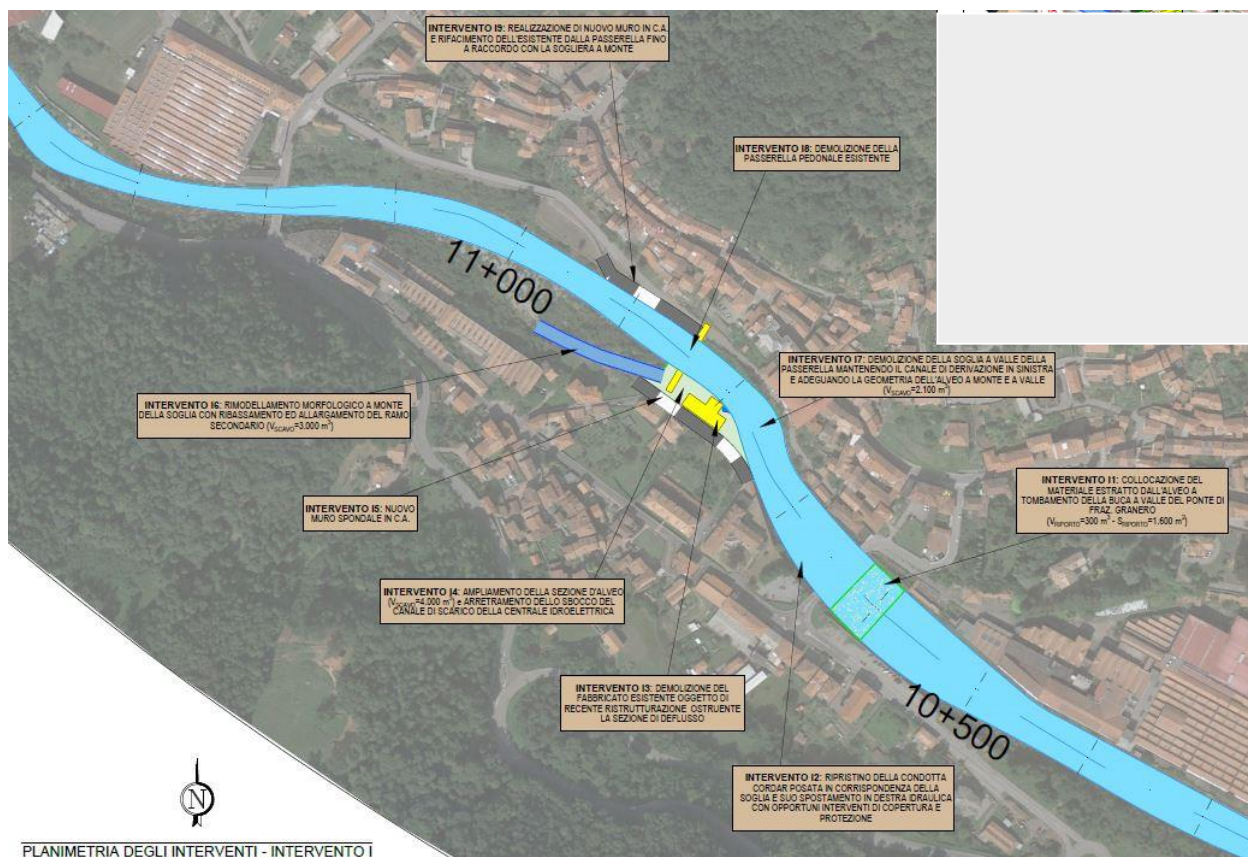 INTERVENTO I9: REALIZZAZIONE DI NUOVO MURO IN C.A.
E RIFACIMENTO DELL'ESISTENTE DALLA PASSERELLA FINO
A RACCORDO CON LA SOGLIERA A MONTE
INTERVENTO I8: DEMOLIZIONE DELLA
PASSERELLA PEDONALE ESISTENTE
11+000
INTERVENTO I7: DEMOLIZIONE DELLA SOGLIA A VALLE DELLA
PASSERELLA MANTENENDO IL CANALE DI DERIVAZIONE IN SINISTRA
E ADEGUANDO LA GEOMETRIA DELL'ALVEO A MONTE E A VALLE
(VSCAVO=2.100 m³)
INTERVENTO I6: RIMODELLAMENTO MORFOLOGICO A MONTE
DELLA SOGLIA CON RIBASSAMENTO ED ALLARGAMENTO DEL RAMO
SECONDARIO (VSCAVO=3.000 m³)
INTERVENTO I1: COLLOCAZIONE DEL
MATERIALE ESTRATTO DALL'ALVEO A
TOMBAMENTO DELLA BUCA A VALLE DEL PONTE DI
FRAZ. GRANERO
(VRIPORTO=300 m³ - SRIPORTO=1.600 m²)
INTERVENTO I5: NUOVO
MURO SPONDALE IN C.A.
INTERVENTO I4: AMPLIAMENTO DELLA SEZIONE D'ALVEO
(VSCAVO=4.000 m³) e ARRETRAMENTO DELLO SBOCCO DEL
CANALE DI SCARICO DELLA CENTRALE IDROELETTRICA
INTERVENTO I3: DEMOLIZIONE DEL
FABBRICATO ESISTENTE OGGETTO DI
RECENTE RISTRUTTURAZIONE OSTRUENTE
LA SEZIONE DI DEFLUSSO
10+500
INTERVENTO I2: RIPRISTINO DELLA CONDOTTA
CORDAR POSATA IN CORRISPONDENZA DELLA
SOGLIA E SUO SPOSTAMENTO IN DESTRA IDRAULICA
CON OPPORTUNI INTERVENTI DI COPERTURA E
PROTEZIONE
N
PLANIMETRIA DEGLI INTERVENTI - INTERVENTO I